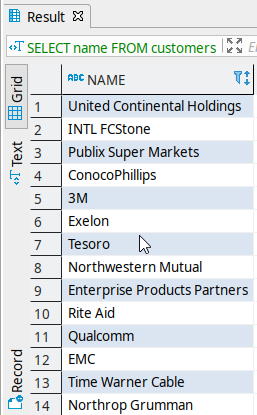 Result
SELECT name FROM customers
Grid
Text
Record
ABC NAME
1 United Continental Holdings
2 INTL FCStone
3 Publix Super Markets
4 ConocoPhillips
5 3M
6 Exelon
7 Tesoro
8 Northwestern Mutual
9 Enterprise Products Partners
10 Rite Aid
11 Qualcomm
12 EMC
13 Time Warner Cable
14 Northrop Grumman